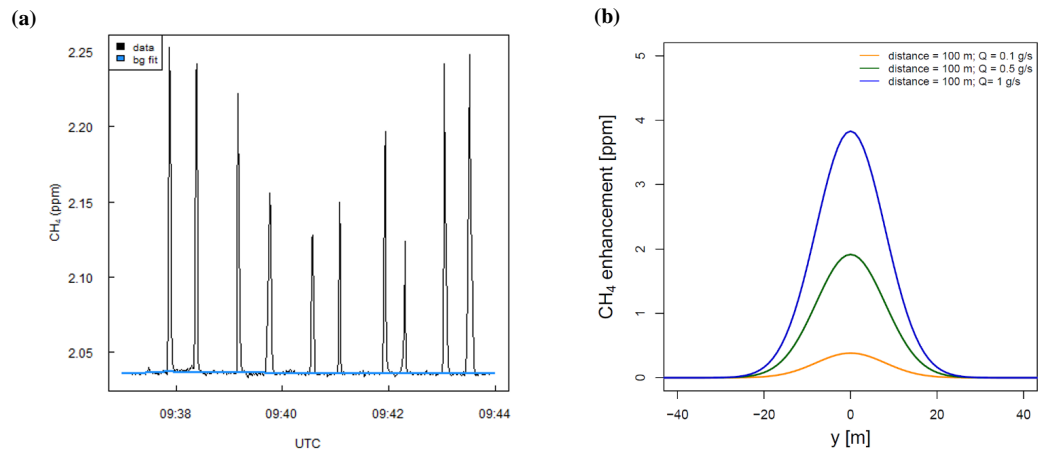 (a)
data
bg fit
2.25
2.20
2.15
2.10
2.05
CH₄ (ppm)
09:38 09:40 09:42 09:44
UTC
(b)
distance = 100 m; Q = 0.1 g/s
distance = 100 m; Q = 0.5 g/s
distance = 100 m; Q= 1 g/s
5
4
3
2
1
0
CH₄ enhancement [ppm]
−40 −20 0 20 40
y [m]